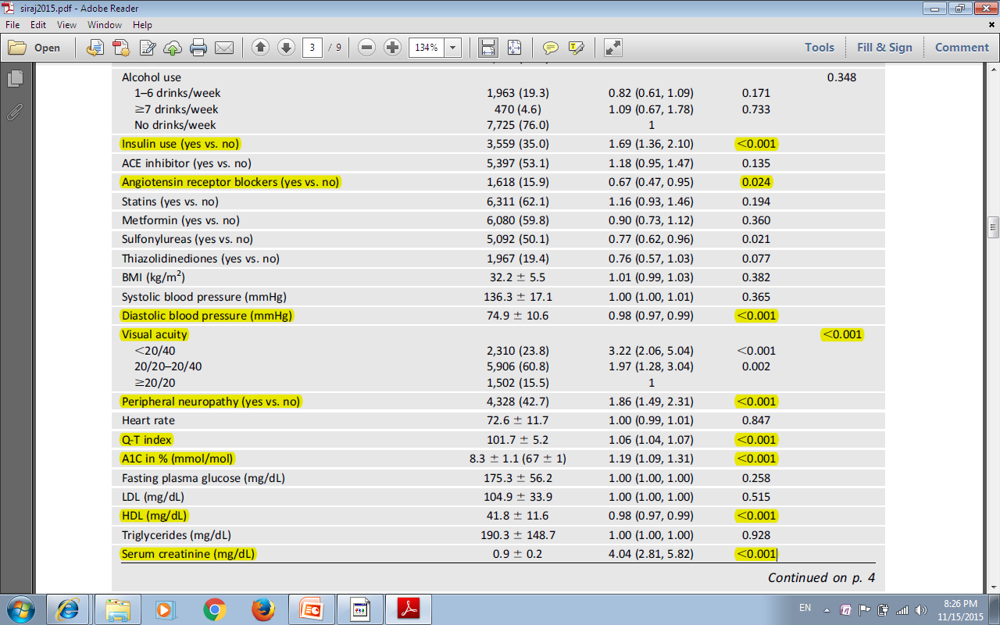 siraj2015.pdf - Adobe Reader
File Edit View Window Help
Open 3 / 9 134% Tools Fill & Sign Comment
Alcohol use 0.348
1–6 drinks/week 1,963 (19.3) 0.82 (0.61, 1.09) 0.171
≥7 drinks/week 470 (4.6) 1.09 (0.67, 1.78) 0.733
No drinks/week 7,725 (76.0) 1
Insulin use (yes vs. no) 3,559 (35.0) 1.69 (1.36, 2.10) <0.001
ACE inhibitor (yes vs. no) 5,397 (53.1) 1.18 (0.95, 1.47) 0.135
Angiotensin receptor blockers (yes vs. no) 1,618 (15.9) 0.67 (0.47, 0.95) 0.024
Statins (yes vs. no) 6,311 (62.1) 1.16 (0.93, 1.46) 0.194
Metformin (yes vs. no) 6,080 (59.8) 0.90 (0.73, 1.12) 0.360
Sulfonylureas (yes vs. no) 5,092 (50.1) 0.77 (0.62, 0.96) 0.021
Thiazolidinediones (yes vs. no) 1,967 (19.4) 0.76 (0.57, 1.03) 0.077
BMI (kg/m²) 32.2 ± 5.5 1.01 (0.99, 1.03) 0.382
Systolic blood pressure (mmHg) 136.3 ± 17.1 1.00 (1.00, 1.01) 0.365
Diastolic blood pressure (mmHg) 74.9 ± 10.6 0.98 (0.97, 0.99) <0.001
Visual acuity <0.001
<20/40 2,310 (23.8) 3.22 (2.06, 5.04) <0.001
20/20–20/40 5,906 (60.8) 1.97 (1.28, 3.04) 0.002
≥20/20 1,502 (15.5) 1
Peripheral neuropathy (yes vs. no) 4,328 (42.7) 1.86 (1.49, 2.31) <0.001
Heart rate 72.6 ± 11.7 1.00 (0.99, 1.01) 0.847
Q-T index 101.7 ± 5.2 1.06 (1.04, 1.07) <0.001
A1C in % (mmol/mol) 8.3 ± 1.1 (67 ± 1) 1.19 (1.09, 1.31) <0.001
Fasting plasma glucose (mg/dL) 175.3 ± 56.2 1.00 (1.00, 1.00) 0.258
LDL (mg/dL) 104.9 ± 33.9 1.00 (1.00, 1.00) 0.515
HDL (mg/dL) 41.8 ± 11.6 0.98 (0.97, 0.99) <0.001
Triglycerides (mg/dL) 190.3 ± 148.7 1.00 (1.00, 1.00) 0.928
Serum creatinine (mg/dL) 0.9 ± 0.2 4.04 (2.81, 5.82) <0.001
Continued on p. 4
EN 8:26 PM
11/15/2015